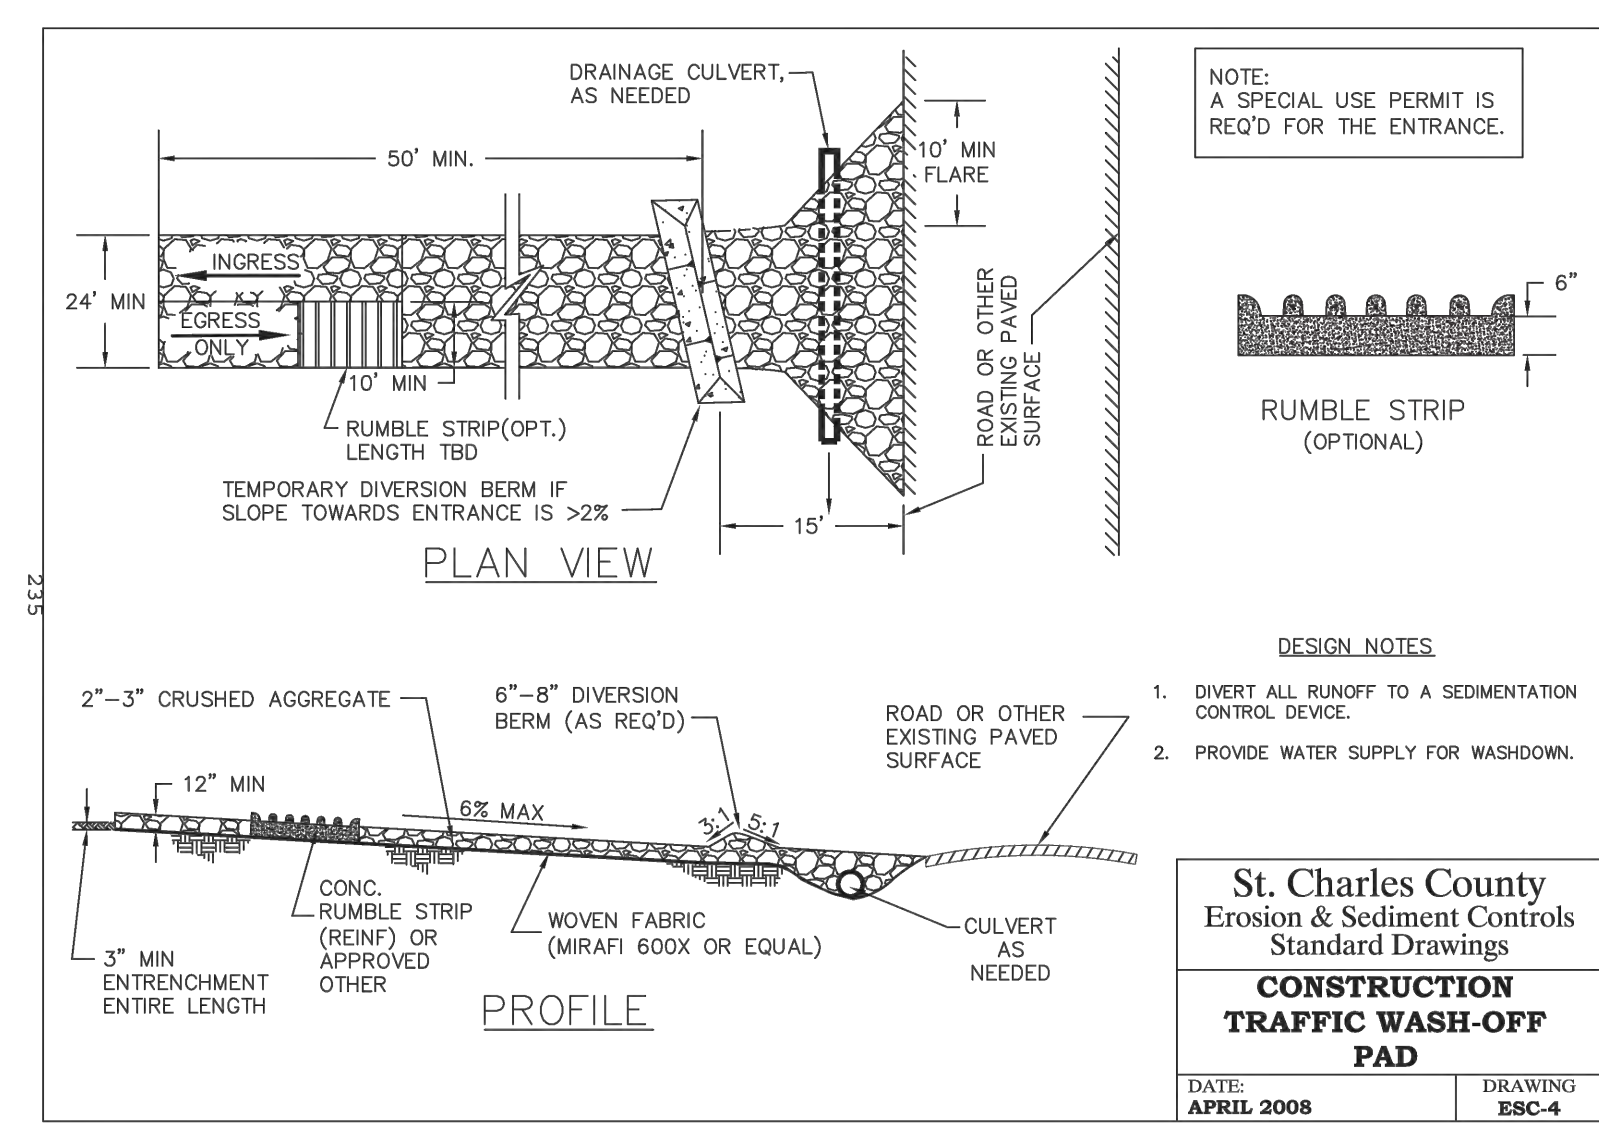 DRAINAGE CULVERT,
AS NEEDED
50' MIN.
10' MIN
FLARE
INGRESS
24' MIN
EGRESS
ONLY
10' MIN
RUMBLE STRIP(OPT.)
LENGTH TBD
TEMPORARY DIVERSION BERM IF
SLOPE TOWARDS ENTRANCE IS >2%
15'
ROAD OR OTHER
EXISTING PAVED
SURFACE
PLAN VIEW
NOTE:
A SPECIAL USE PERMIT IS
REQ'D FOR THE ENTRANCE.
6"
RUMBLE STRIP
(OPTIONAL)
235
DESIGN NOTES
1. DIVERT ALL RUNOFF TO A SEDIMENTATION
CONTROL DEVICE.
2. PROVIDE WATER SUPPLY FOR WASHDOWN.
2"-3" CRUSHED AGGREGATE
6"-8" DIVERSION
BERM (AS REQ'D)
ROAD OR OTHER
EXISTING PAVED
SURFACE
12" MIN
6% MAX
3:1
5:1
CONC.
RUMBLE STRIP
(REINF) OR
APPROVED
OTHER
WOVEN FABRIC
(MIRAFI 600X OR EQUAL)
CULVERT
AS
NEEDED
3" MIN
ENTRENCHMENT
ENTIRE LENGTH
PROFILE
St. Charles County
Erosion & Sediment Controls
Standard Drawings
CONSTRUCTION
TRAFFIC WASH-OFF
PAD
DATE:
APRIL 2008
DRAWING
ESC-4